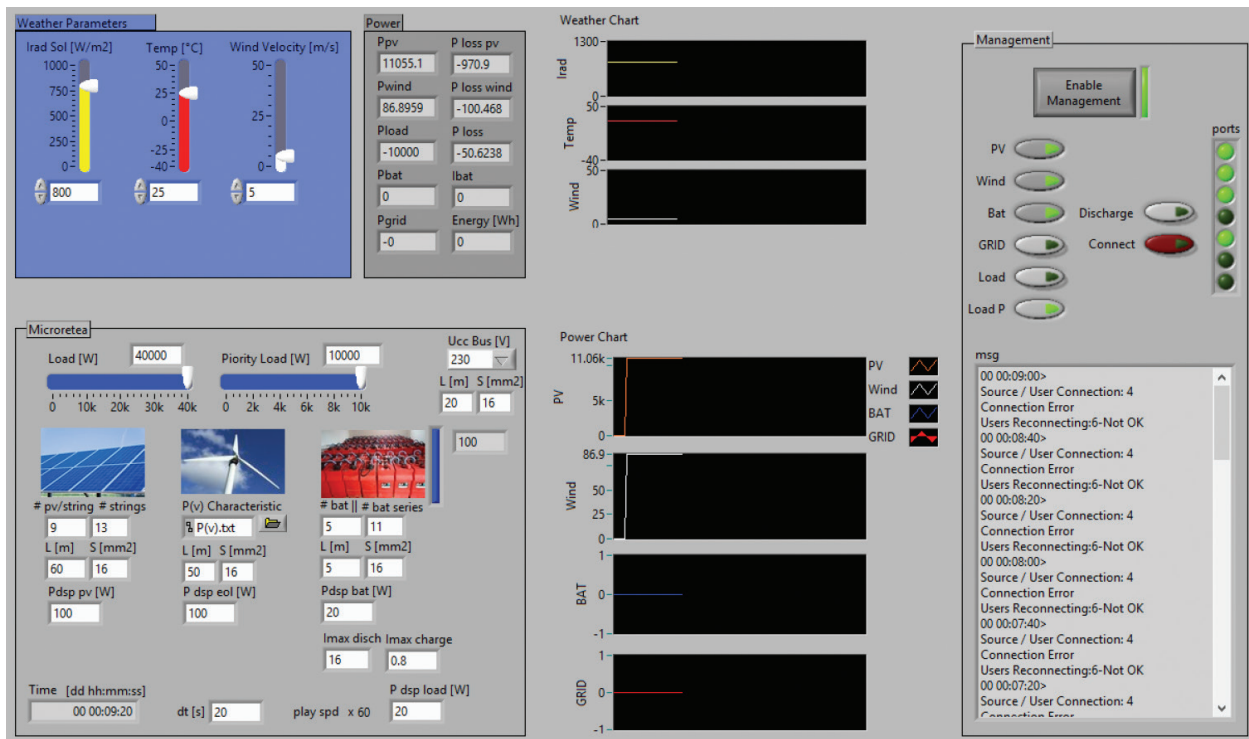 Weather Parameters
Irad Sol [W/m2]
Temp [°C]
Wind Velocity [m/s]
1000
750
500
250
0
50
25
0
-25
-40
50
25
0
800
25
5
Power
Ppv
P loss pv
11055.1
-970.9
Pwind
P loss wind
86.8959
-100.468
Pload
P loss
-10000
-50.6238
Pbat
Ibat
0
0
Pgrid
Energy [Wh]
-0
0
Weather Chart
Irad
1300
0
Temp
50
-40
Wind
50
0
Management
Enable
Management
ports
PV
Wind
Bat
Discharge
GRID
Connect
Load
Load P
Microretea
Load [W]
40000
0 10k 20k 30k 40k
Piority Load [W]
10000
0 2k 4k 6k 8k 10k
Ucc Bus [V]
230
L [m] S [mm2]
20 16
100
# pv/string # strings
9 13
L [m] S [mm2]
60 16
Pdsp pv [W]
100
P(v) Characteristic
P(v).txt
L [m] S [mm2]
50 16
P dsp eol [W]
100
# bat || # bat series
5 11
L [m] S [mm2]
5 16
Pdsp bat [W]
20
Imax disch Imax charge
16 0.8
Time [dd hh:mm:ss]
00 00:09:20
dt [s] 20
play spd x 60
P dsp load [W]
20
Power Chart
PV
11.06k
5k
0
Wind
86.9
50
25
0
BAT
1
0
-1
GRID
1
0
-1
PV
Wind
BAT
GRID
msg
00 00:09:00>
Source / User Connection: 4
Connection Error
Users Reconnecting:6-Not OK
00 00:08:40>
Source / User Connection: 4
Connection Error
Users Reconnecting:6-Not OK
00 00:08:20>
Source / User Connection: 4
Connection Error
Users Reconnecting:6-Not OK
00 00:08:00>
Source / User Connection: 4
Connection Error
Users Reconnecting:6-Not OK
00 00:07:40>
Source / User Connection: 4
Connection Error
Users Reconnecting:6-Not OK
00 00:07:20>
Source / User Connection: 4
Connection Error